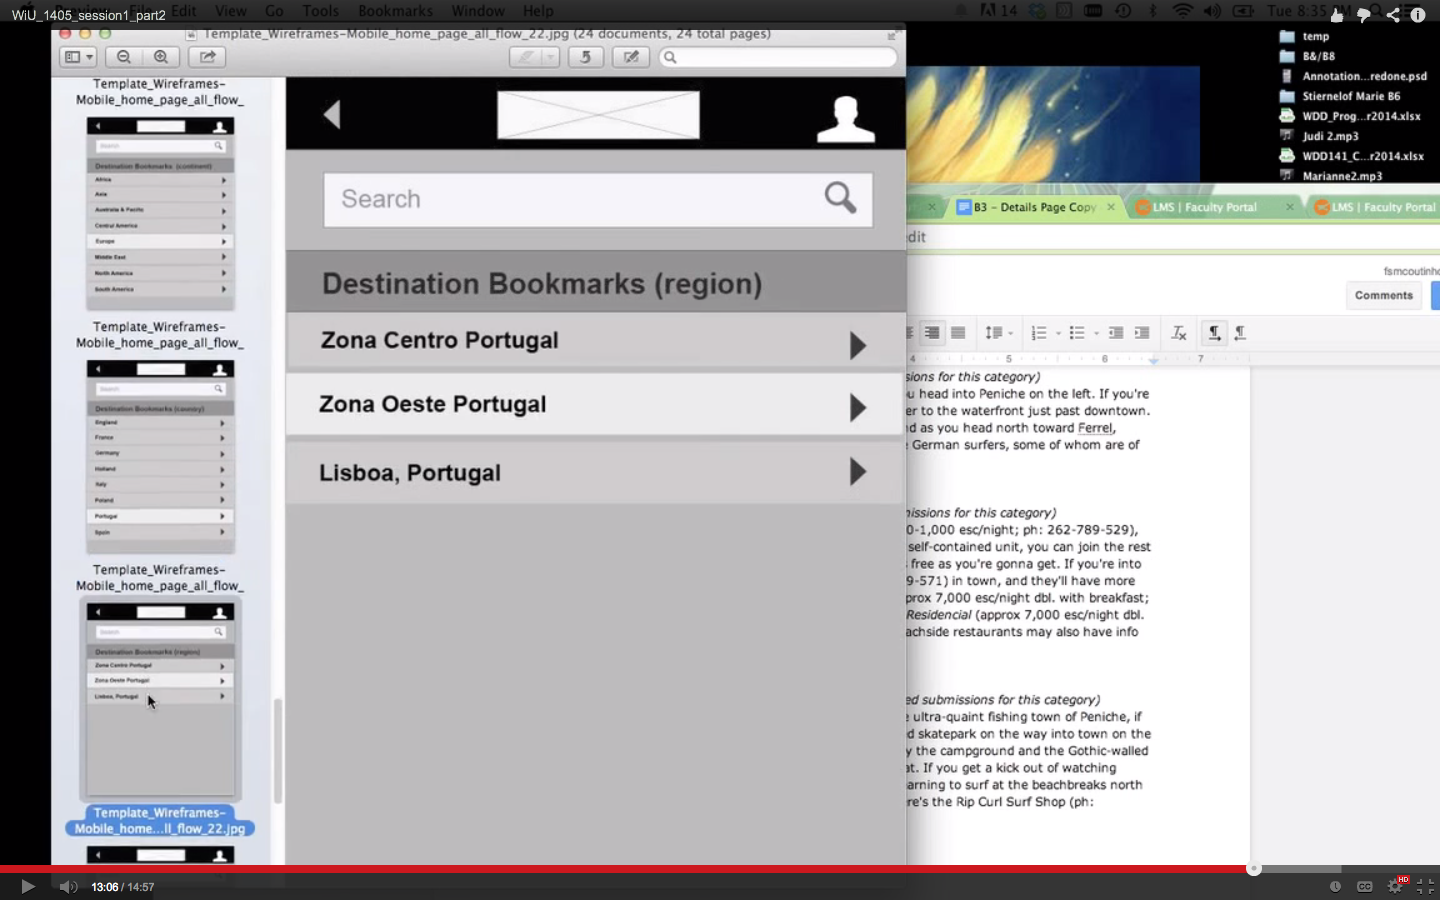 WiU_1405_session1_part2
Edit View Go Tools Bookmarks Window Help
14
Tue 8:35
Template_Wireframes-Mobile_home_page_all_flow_22.jpg (24 documents, 24 total pages)
Template_Wireframes-
Mobile_home_page_all_flow_
Search
Destination Bookmarks (continent)
Africa
Asia
Australia & Pacific
Central America
Europe
Middle East
North America
South America
Template_Wireframes-
Mobile_home_page_all_flow_
Search
Destination Bookmarks (country)
England
France
Germany
Holland
Italy
Poland
Portugal
Spain
Template_Wireframes-
Mobile_home_page_all_flow_
Search
Destination Bookmarks (region)
Zona Centro Portugal
Zona Oeste Portugal
Lisboa, Portugal
Template_Wireframes-
Mobile_home...ll_flow_22.jpg
Search
Destination Bookmarks (region)
Zona Centro Portugal
Zona Oeste Portugal
Lisboa, Portugal
temp
B&/B8
Annotation...redone.psd
Stiernelof Marie B6
WDD_Prog...r2014.xlsx
Judi 2.mp3
WDD141_C...r2014.xlsx
Marianne2.mp3
B3 - Details Page Copy
LMS | Faculty Portal
LMS | Faculty Portal
dit
fsmcoutinho
Comments
4 5 6 7
sions for this category)
u head into Peniche on the left. If you're
er to the waterfront just past downtown.
d as you head north toward Ferrel,
German surfers, some of whom are of
nissions for this category)
0-1,000 esc/night; ph: 262-789-529),
self-contained unit, you can join the rest
free as you're gonna get. If you're into
9-571) in town, and they'll have more
prox 7,000 esc/night dbl. with breakfast;
Residencial (approx 7,000 esc/night dbl.
achside restaurants may also have info
ed submissions for this category)
ultra-quaint fishing town of Peniche, if
d skatepark on the way into town on the
y the campground and the Gothic-walled
at. If you get a kick out of watching
arning to surf at the beachbreaks north
re's the Rip Curl Surf Shop (ph:
13:06 / 14:57
CC
HD